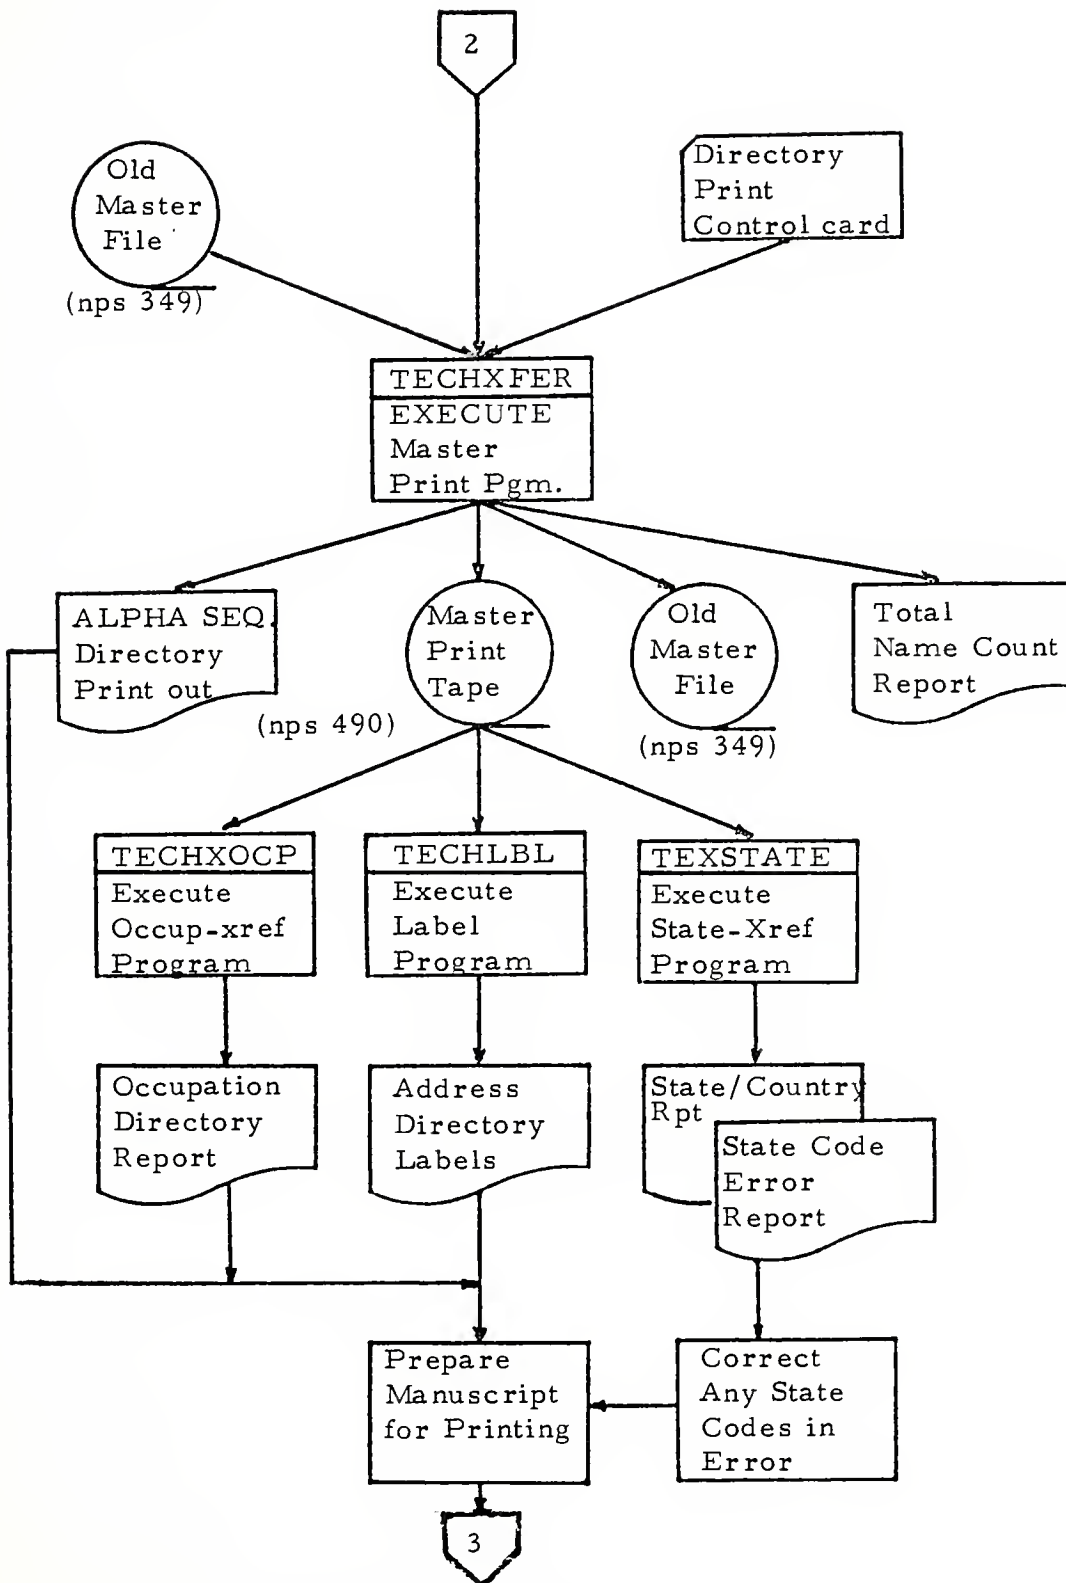 2
Old
Master
File
(nps 349)
Directory
Print
Control card
TECHXFER
EXECUTE
Master
Print Pgm.
ALPHA SEQ.
Directory
Print out
Master
Print
Tape
(nps 490)
Old
Master
File
(nps 349)
Total
Name Count
Report
TECHXOCP
Execute
Occup-xref
Program
TECHLBL
Execute
Label
Program
TEXSTATE
Execute
State-Xref
Program
Occupation
Directory
Report
Address
Directory
Labels
State/Country
Rpt
State Code
Error
Report
Prepare
Manuscript
for Printing
Correct
Any State
Codes in
Error
3